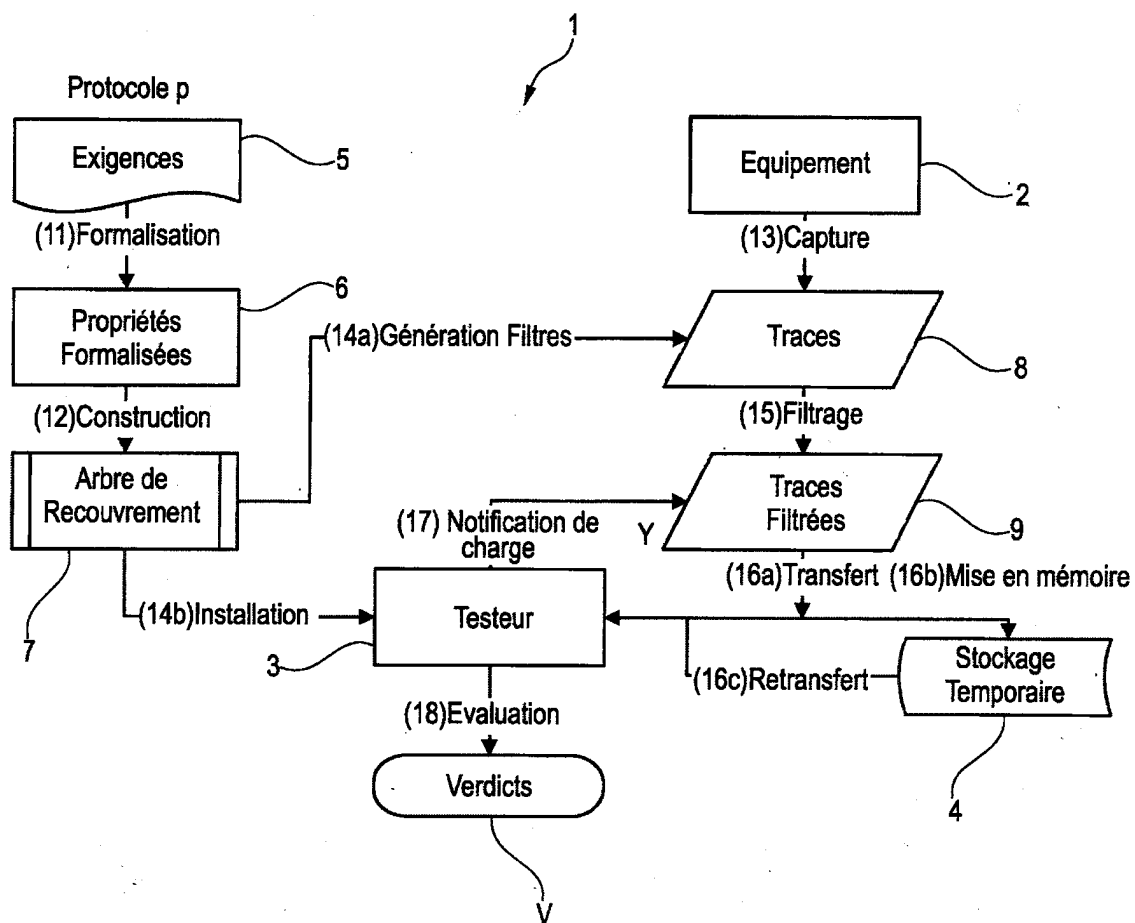 1
Protocole p
Exigences
5
Equipement
2
(11)Formalisation
(13)Capture
6
Propriétés
Formalisées
(14a)Génération Filtres
Traces
8
(12)Construction
(15)Filtrage
Arbre de
Recouvrement
Traces
Filtrées
9
(17) Notification de
charge
Y
(16a)Transfert
(16b)Mise en mémoire
7
(14b)Installation
Testeur
3
(16c)Retransfert
Stockage
Temporaire
4
(18)Evaluation
Verdicts
V